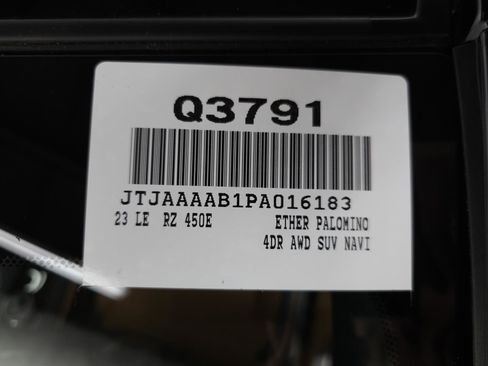 Q3791
JTJAAAAB1PA016183
23 LE RZ 450E ETHER PALOMINO
4DR AWD SUV NAVI